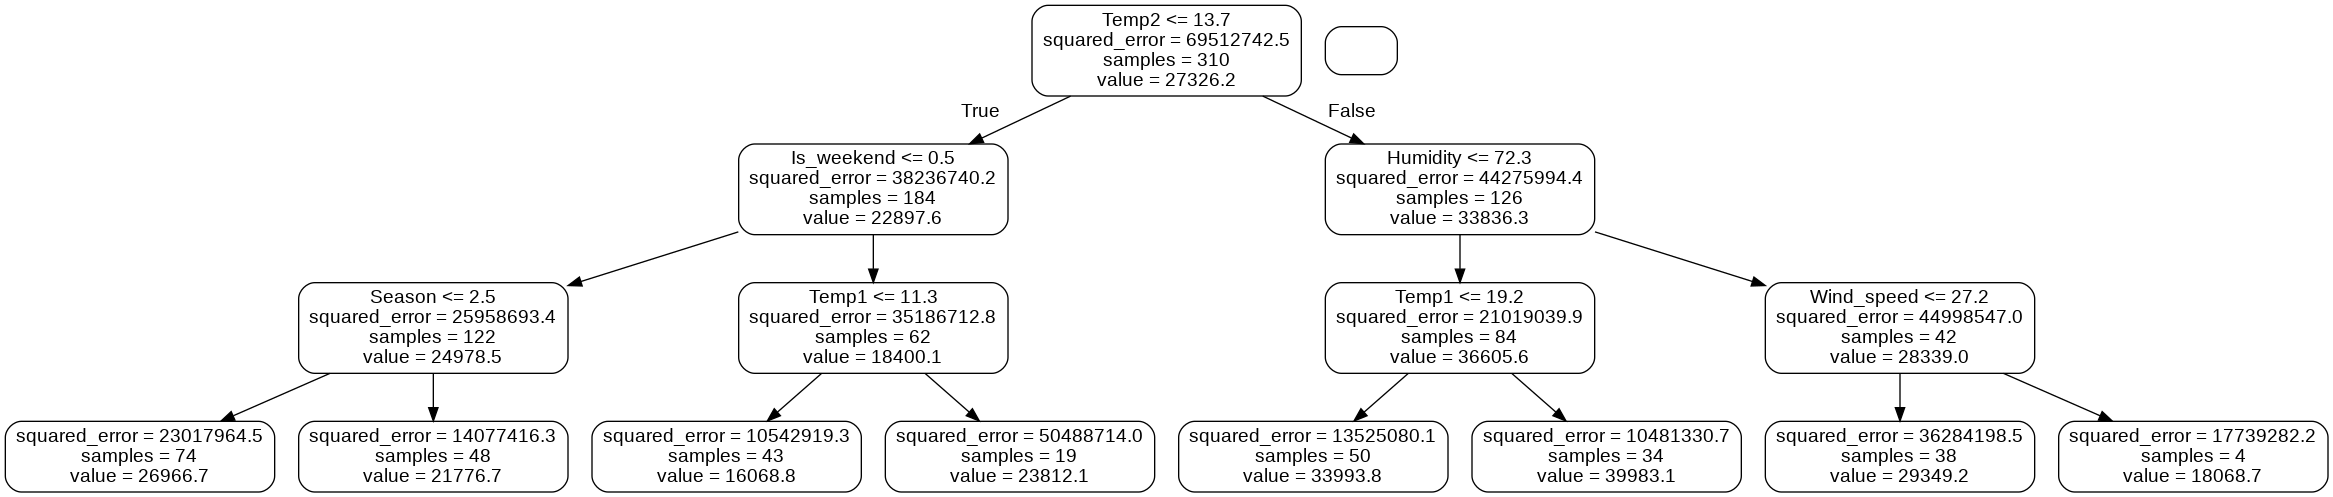 Temp2 <= 13.7
squared_error = 69512742.5
samples = 310
value = 27326.2
True
False
Is_weekend <= 0.5
squared_error = 38236740.2
samples = 184
value = 22897.6
Humidity <= 72.3
squared_error = 44275994.4
samples = 126
value = 33836.3
Season <= 2.5
squared_error = 25958693.4
samples = 122
value = 24978.5
Temp1 <= 11.3
squared_error = 35186712.8
samples = 62
value = 18400.1
Temp1 <= 19.2
squared_error = 21019039.9
samples = 84
value = 36605.6
Wind_speed <= 27.2
squared_error = 44998547.0
samples = 42
value = 28339.0
squared_error = 23017964.5
samples = 74
value = 26966.7
squared_error = 14077416.3
samples = 48
value = 21776.7
squared_error = 10542919.3
samples = 43
value = 16068.8
squared_error = 50488714.0
samples = 19
value = 23812.1
squared_error = 13525080.1
samples = 50
value = 33993.8
squared_error = 10481330.7
samples = 34
value = 39983.1
squared_error = 36284198.5
samples = 38
value = 29349.2
squared_error = 17739282.2
samples = 4
value = 18068.7